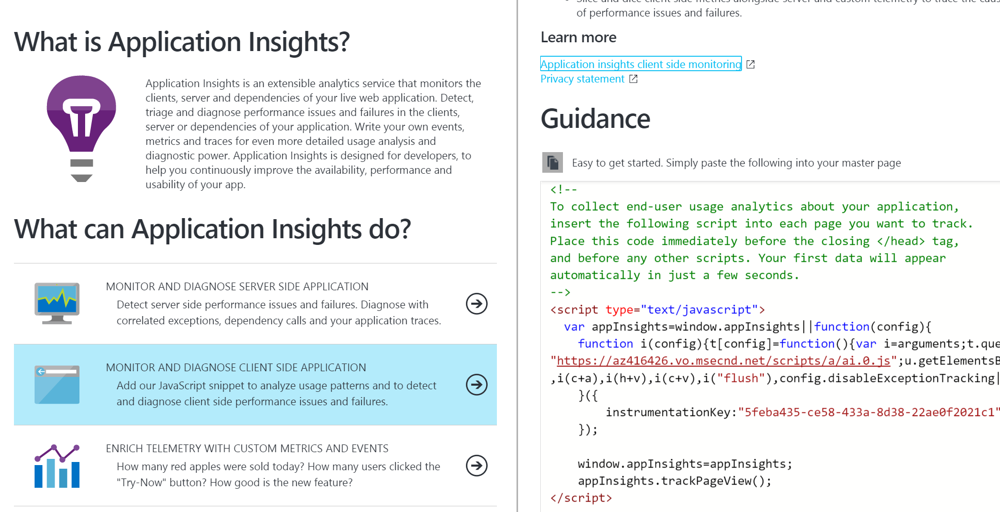 What is Application Insights?
Application Insights is an extensible analytics service that monitors the
clients, server and dependencies of your live web application. Detect,
triage and diagnose performance issues and failures in the clients,
server or dependencies of your application. Write your own events,
metrics and traces for even more detailed usage analysis and
diagnostic power. Application Insights is designed for developers, to
help you continuously improve the availability, performance and
usability of your app.
What can Application Insights do?
MONITOR AND DIAGNOSE SERVER SIDE APPLICATION
Detect server side performance issues and failures. Diagnose with
correlated exceptions, dependency calls and your application traces.
MONITOR AND DIAGNOSE CLIENT SIDE APPLICATION
Add our JavaScript snippet to analyze usage patterns and to detect
and diagnose client side performance issues and failures.
ENRICH TELEMETRY WITH CUSTOM METRICS AND EVENTS
How many red apples were sold today? How many users clicked the
"Try-Now" button? How good is the new feature?
Slice and dice client side metrics alongside server and custom telemetry to trace the
of performance issues and failures.
Learn more
Application insights client side monitoring
Privacy statement
Guidance
Easy to get started. Simply paste the following into your master page
<!--
To collect end-user usage analytics about your application,
insert the following script into each page you want to track.
Place this code immediately before the closing </head> tag,
and before any other scripts. Your first data will appear
automatically in just a few seconds.
-->
<script type="text/javascript">
var appInsights=window.appInsights||function(config){
function i(config){t[config]=function(){var i=arguments;t.que
"https://az416426.vo.msecnd.net/scripts/a/ai.0.js";u.getElementsB
,i(c+a),i(h+v),i(c+v),i("flush"),config.disableExceptionTracking|
}({
instrumentationKey:"5feba435-ce58-433a-8d38-22ae0f2021c1"
});
window.appInsights=appInsights;
appInsights.trackPageView();
</script>